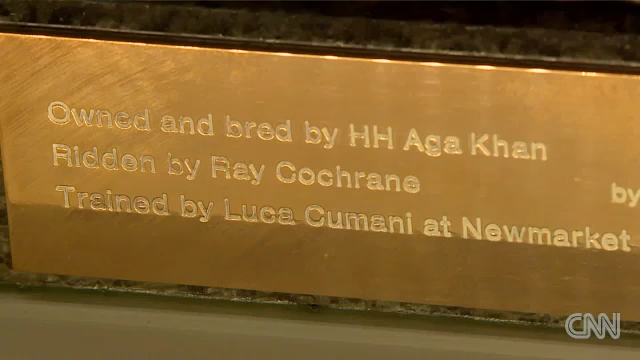 Owned and bred by HH Aga Khan
Ridden by Ray Cochrane
by
Trained by Luca Cumani at Newmarket
CNN